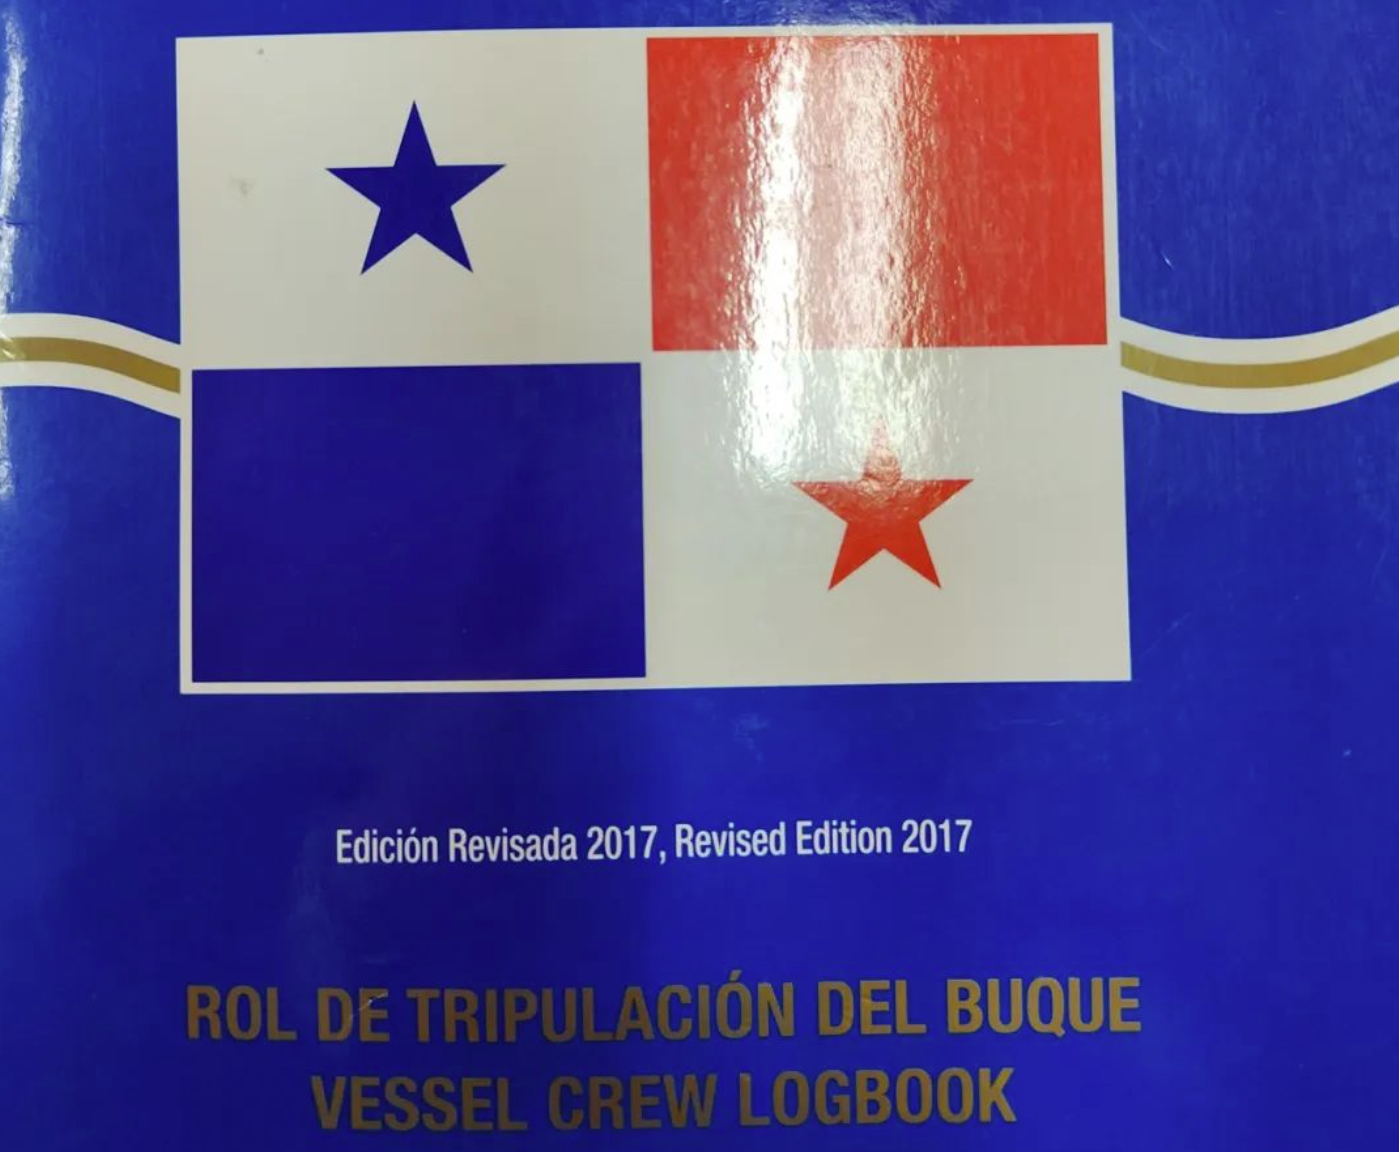 Edición Revisada 2017, Revised Edition 2017
ROL DE TRIPULACIÓN DEL BUQUE
VESSEL CREW LOGBOOK